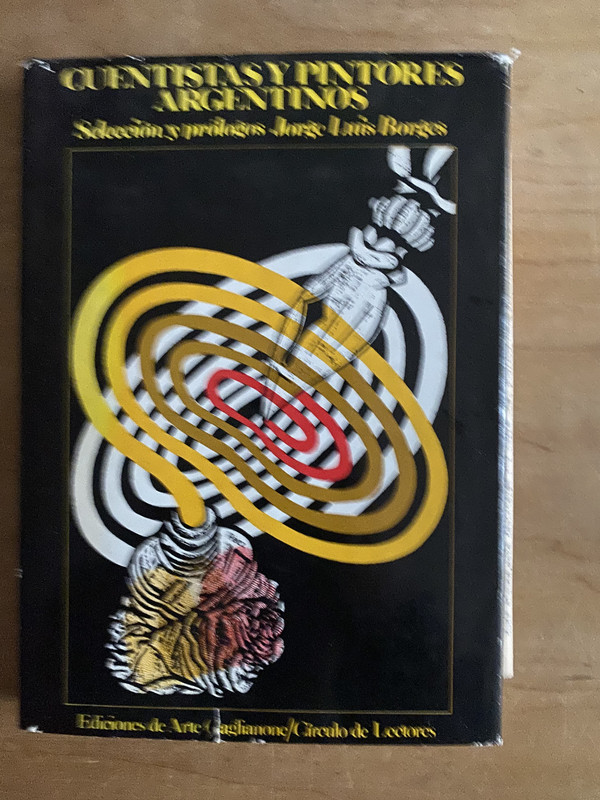 CUENTISTAS Y PINTORES
ARGENTINOS
Selección y prólogos Jorge Luis Borges
Ediciones de Arte Gaglianone/Círculo de Lectores